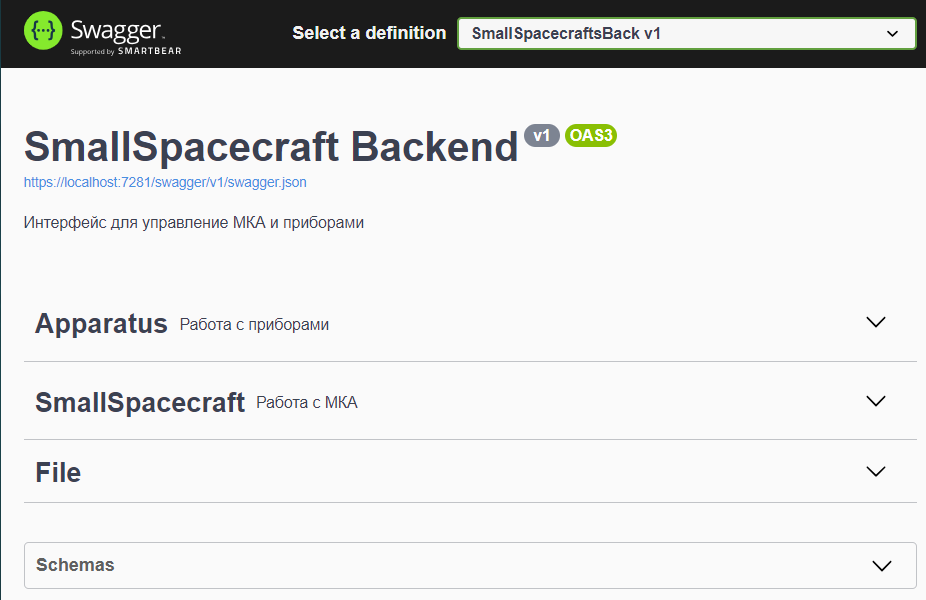 Swagger
Supported by SMARTBEAR
Select a definition
SmallSpacecraftsBack v1
SmallSpacecraft Backend v1 OAS3
https://localhost:7281/swagger/v1/swagger.json
Интерфейс для управление МКА и приборами
Apparatus Работа с приборами
SmallSpacecraft Работа с МКА
File
Schemas